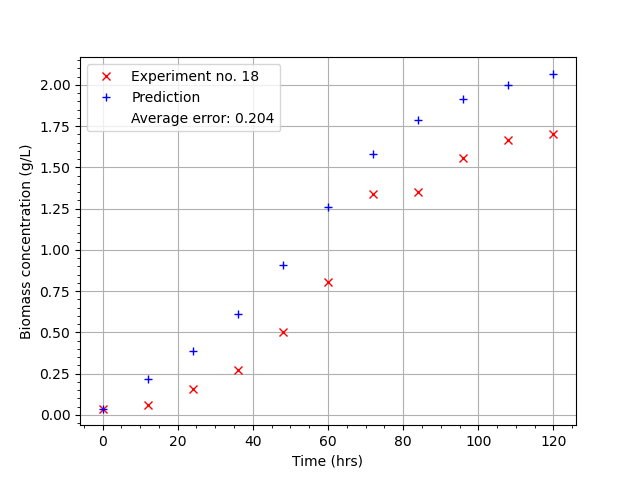 Experiment no. 18
Prediction
Average error: 0.204
2.00
1.75
1.50
1.25
1.00
0.75
0.50
0.25
0.00
Biomass concentration (g/L)
0 20 40 60 80 100 120
Time (hrs)